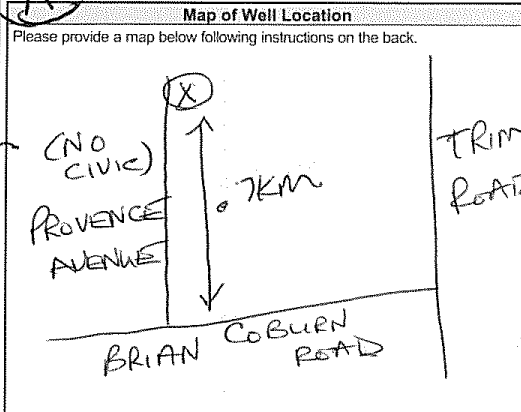 Map of Well Location
Please provide a map below following instructions on the back.
X
(NO
CIVIC)
TRIM
ROAD
.7KM
PROVENCE
AVENUE
BRIAN COBURN
ROAD